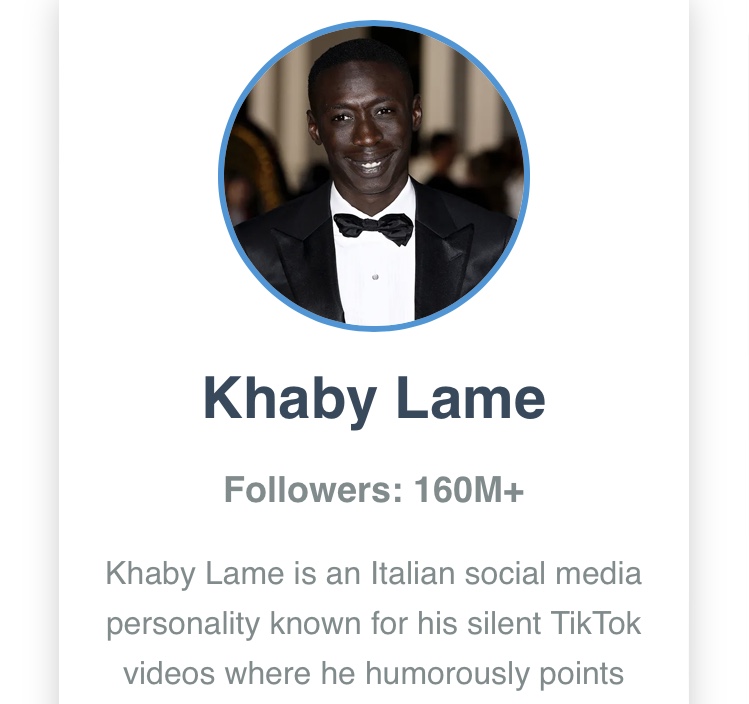 Khaby Lame
Followers: 160M+
Khaby Lame is an Italian social media
personality known for his silent TikTok
videos where he humorously points